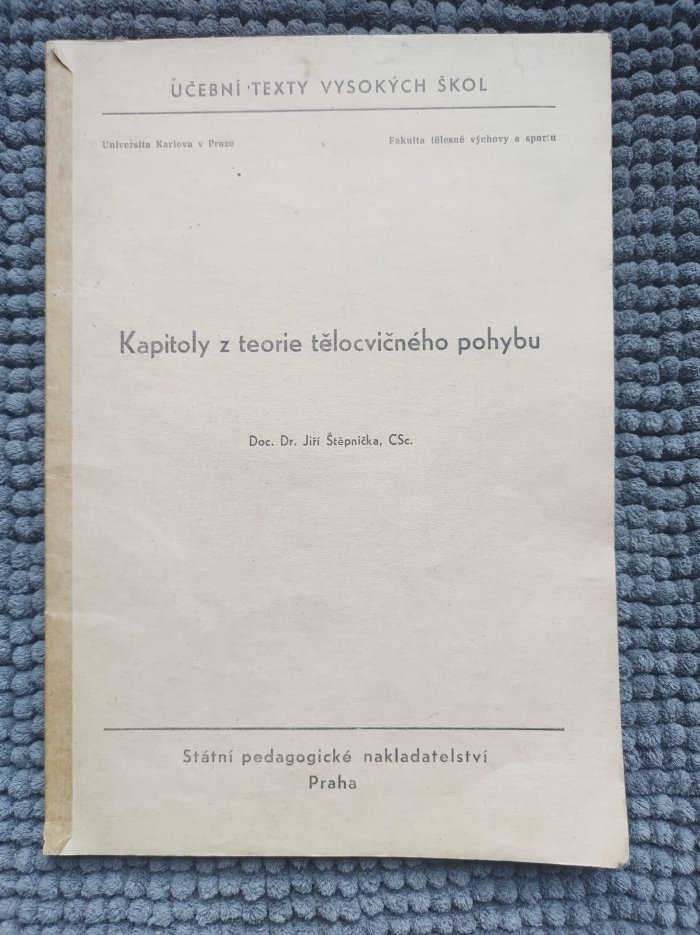 UČEBNÍ TEXTY VYSOKÝCH ŠKOL
Universita Karlova v Praze
Fakulta tělesné výchovy a sportu
Kapitoly z teorie tělocvičného pohybu
Doc. Dr. Jiří Štěpnička, CSc.
Státní pedagogické nakladatelství
Praha